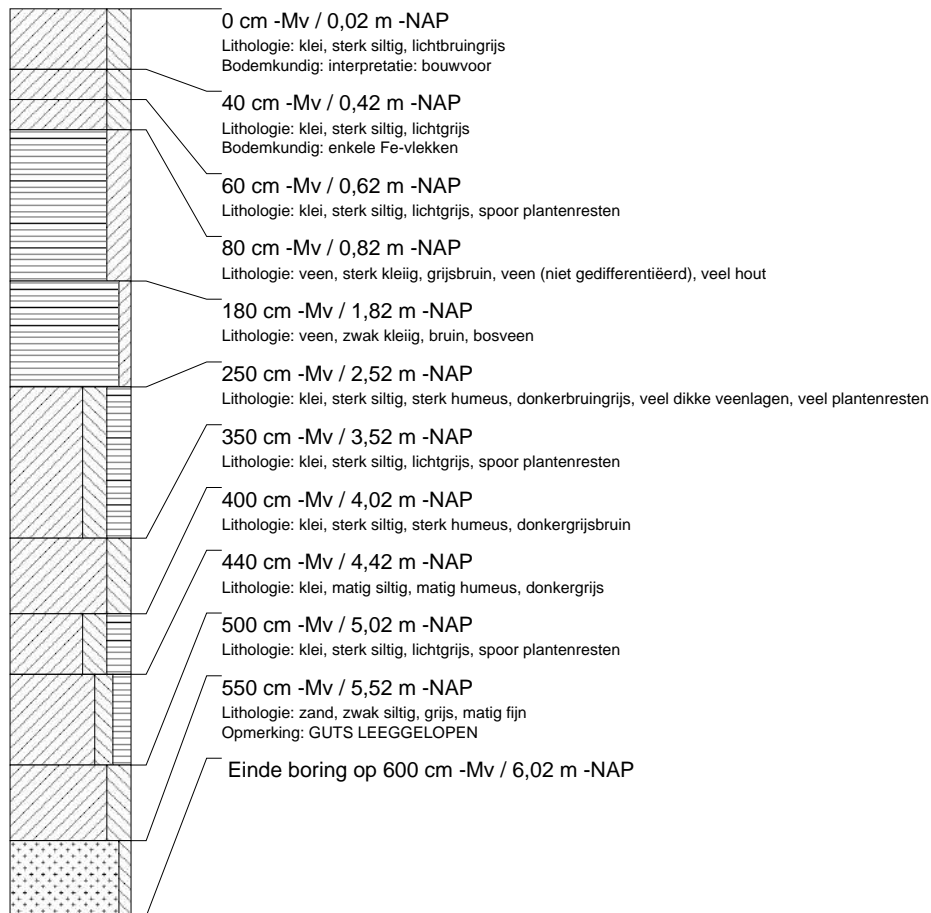 0 cm -Mv / 0,02 m -NAP
Lithologie: klei, sterk siltig, lichtbruingrijs
Bodemkundig: interpretatie: bouwvoor
40 cm -Mv / 0,42 m -NAP
Lithologie: klei, sterk siltig, lichtgrijs
Bodemkundig: enkele Fe-vlekken
60 cm -Mv / 0,62 m -NAP
Lithologie: klei, sterk siltig, lichtgrijs, spoor plantenresten
80 cm -Mv / 0,82 m -NAP
Lithologie: veen, sterk kleiig, grijsbruin, veen (niet gedifferentiëerd), veel hout
180 cm -Mv / 1,82 m -NAP
Lithologie: veen, zwak kleiig, bruin, bosveen
250 cm -Mv / 2,52 m -NAP
Lithologie: klei, sterk siltig, sterk humeus, donkerbruingrijs, veel dikke veenlagen, veel plantenresten
350 cm -Mv / 3,52 m -NAP
Lithologie: klei, sterk siltig, lichtgrijs, spoor plantenresten
400 cm -Mv / 4,02 m -NAP
Lithologie: klei, sterk siltig, sterk humeus, donkergrijsbruin
440 cm -Mv / 4,42 m -NAP
Lithologie: klei, matig siltig, matig humeus, donkergrijs
500 cm -Mv / 5,02 m -NAP
Lithologie: klei, sterk siltig, lichtgrijs, spoor plantenresten
550 cm -Mv / 5,52 m -NAP
Lithologie: zand, zwak siltig, grijs, matig fijn
Opmerking: GUTS LEEGGELOPEN
Einde boring op 600 cm -Mv / 6,02 m -NAP